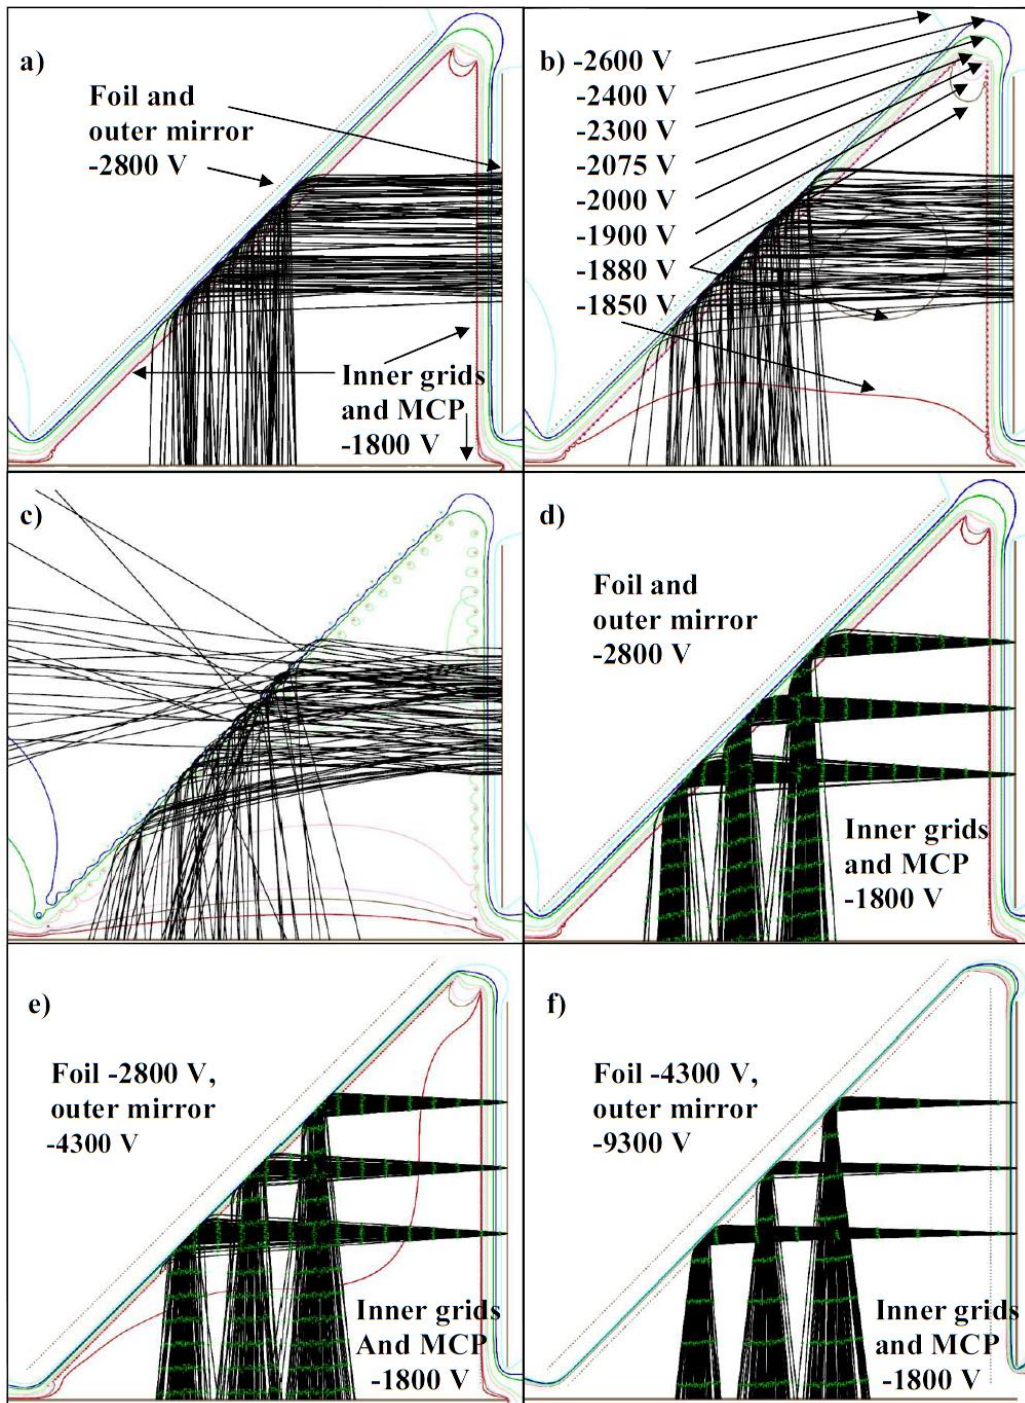 a)
Foil and
outer mirror
-2800 V
Inner grids
and MCP
-1800 V
b)
-2600 V
-2400 V
-2300 V
-2075 V
-2000 V
-1900 V
-1880 V
-1850 V
c)
d)
Foil and
outer mirror
-2800 V
Inner grids
and MCP
-1800 V
e)
Foil -2800 V,
outer mirror
-4300 V
Inner grids
And MCP
-1800 V
f)
Foil -4300 V,
outer mirror
-9300 V
Inner grids
and MCP
-1800 V